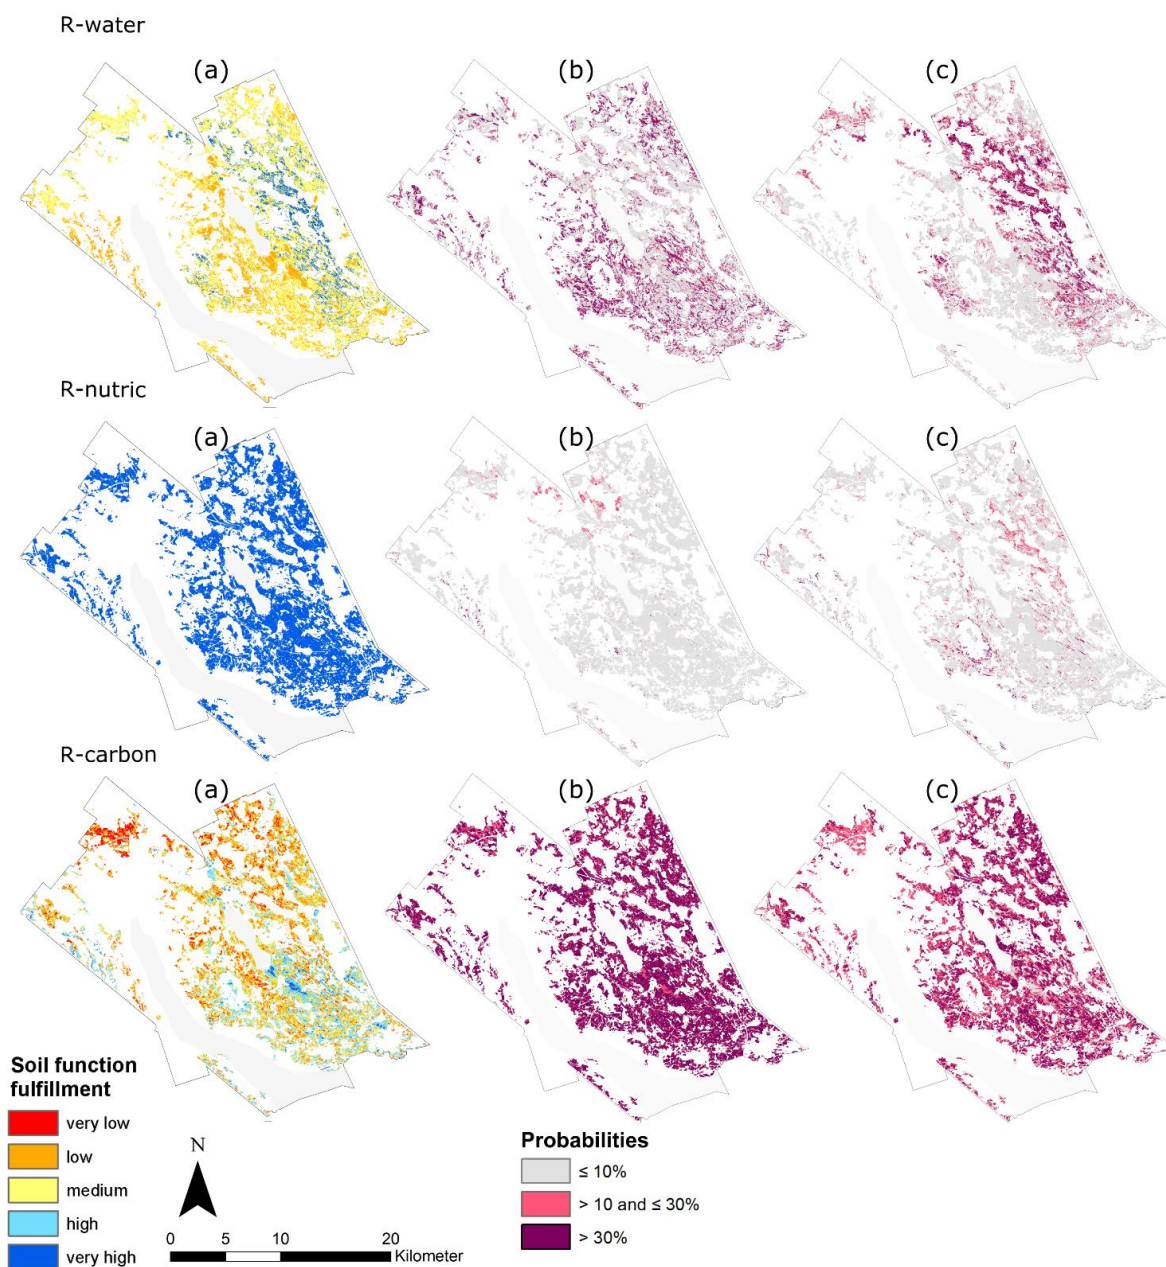 R-water
(a) (b) (c)
R-nutric
(a) (b) (c)
R-carbon
(a) (b) (c)
Soil function
fulfillment
very low
low
medium
high
very high
N
0 5 10 20
Kilometer
Probabilities
≤ 10%
> 10 and ≤ 30%
> 30%